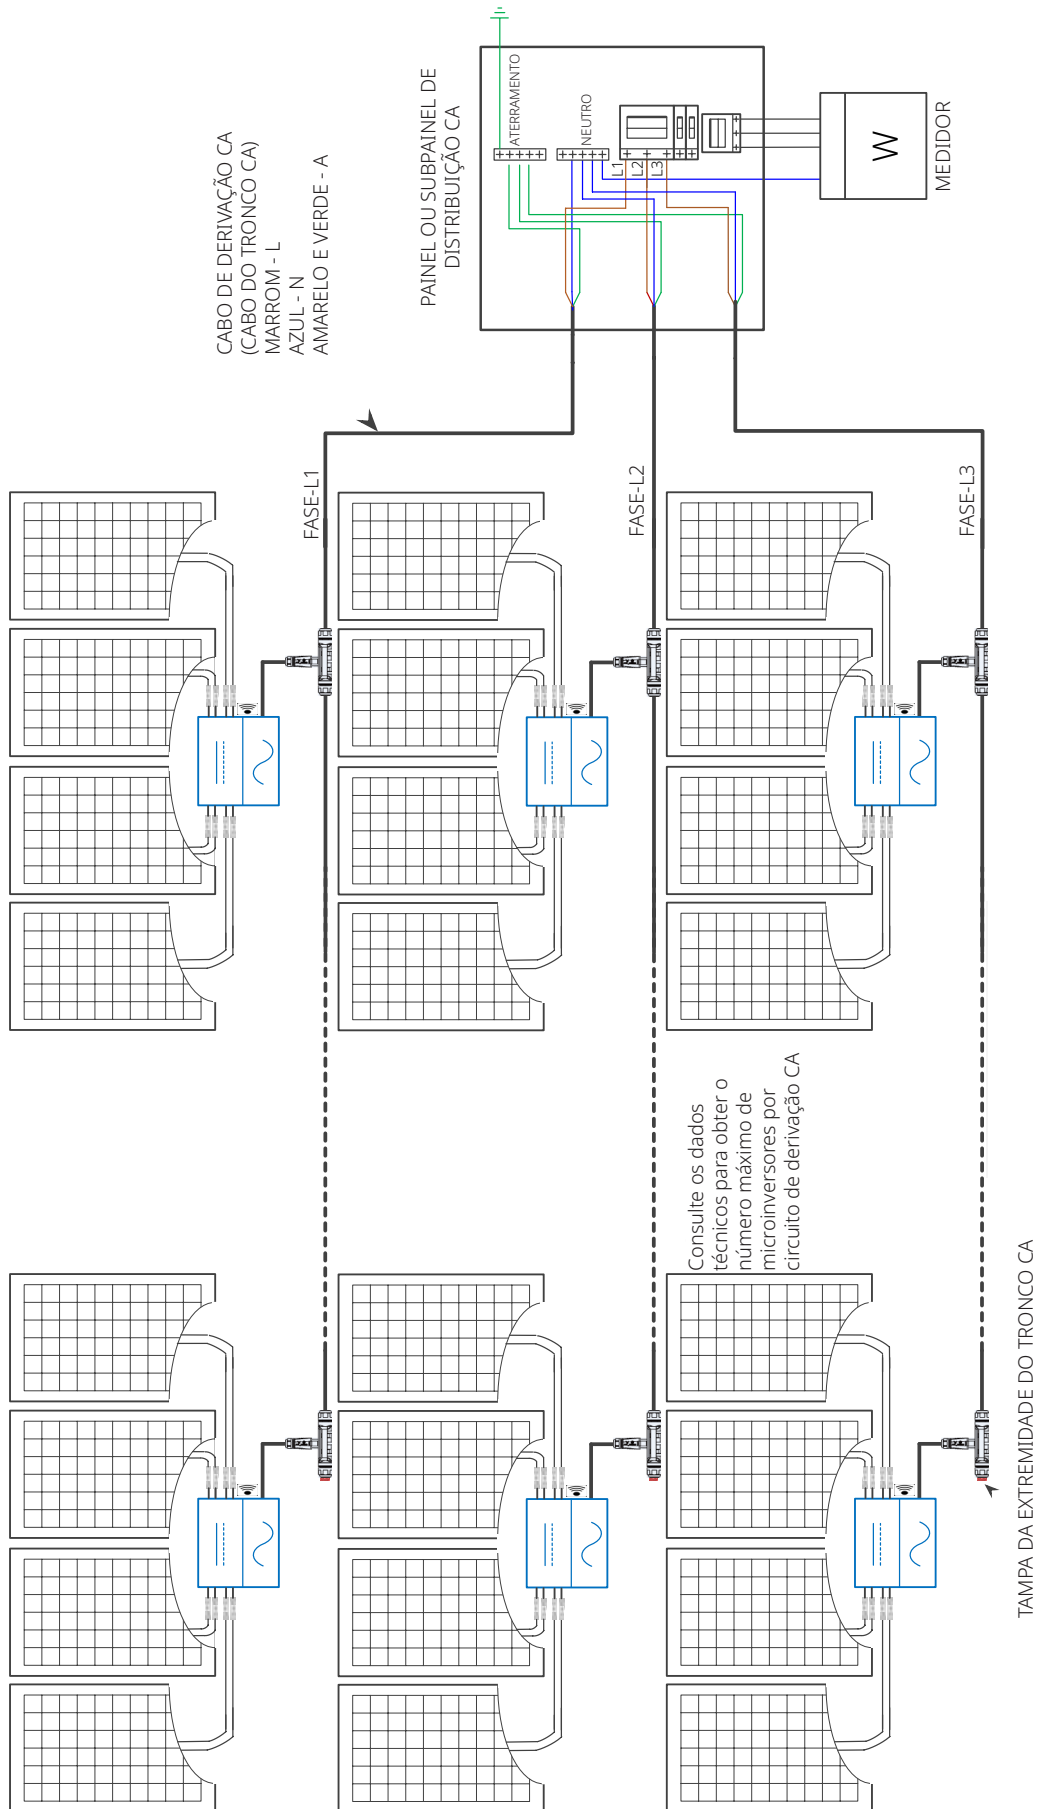 CABO DE DERIVAÇÃO CA
(CABO DO TRONCO CA)
MARROM - L
AZUL - N
AMARELO E VERDE - A
PAINEL OU SUBPAINEL DE
DISTRIBUIÇÃO CA
ATERRAMENTO
NEUTRO
L1
L2
L3
W
MEDIDOR
FASE-L1
FASE-L2
FASE-L3
Consulte os dados
técnicos para obter o
número máximo de
microinversores por
circuito de derivação CA
TAMPA DA EXTREMIDADE DO TRONCO CA